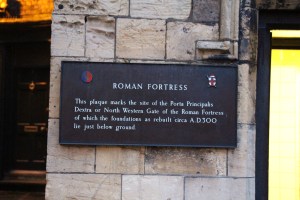 ROMAN FORTRESS
This plaque marks the site of the Porta Principalis
Dextra or North Western Gate of the Roman Fortress
of which the foundations as rebuilt circa A.D300
lie just below ground.